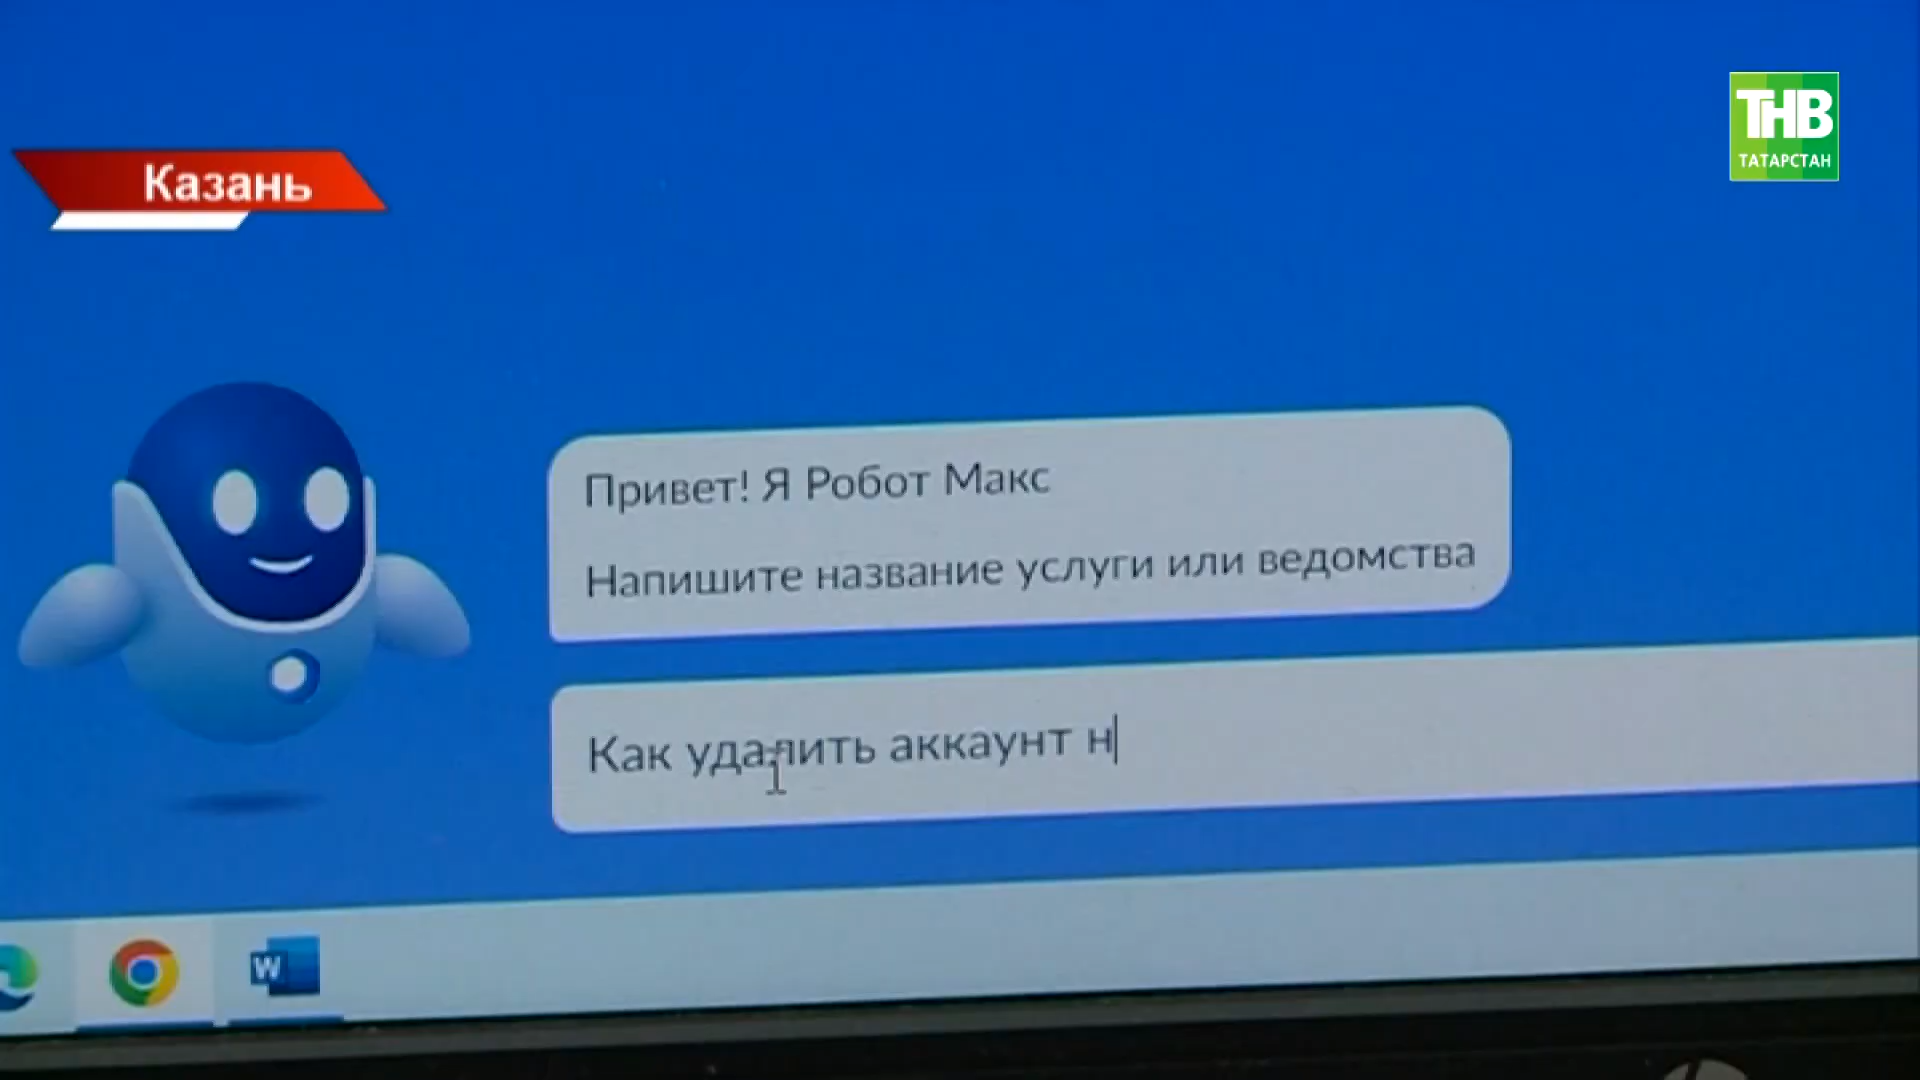 ТНВ
ТАТАРСТАН
Казань
Привет! Я Робот Макс
Напишите название услуги или ведомства
Как удалить аккаунт н
W